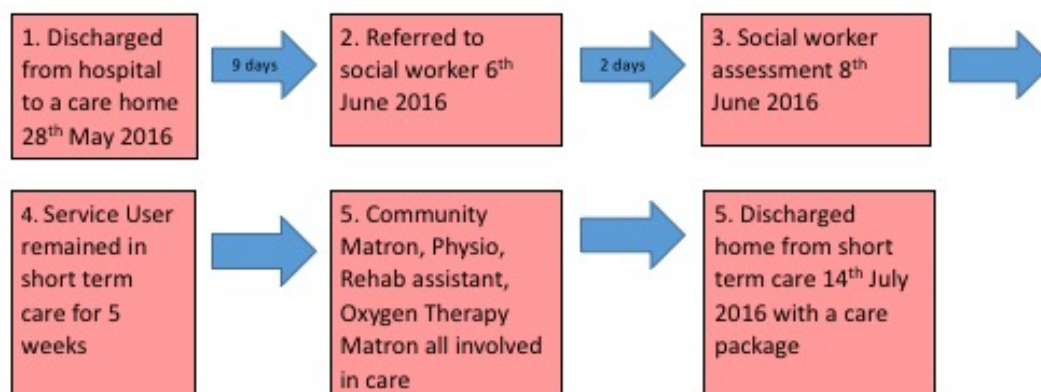 1. Discharged
from hospital
to a care home
28th May 2016
9 days
2. Referred to
social worker 6th
June 2016
2 days
3. Social worker
assessment 8th
June 2016
4. Service User
remained in
short term
care for 5
weeks
5. Community
Matron, Physio,
Rehab assistant,
Oxygen Therapy
Matron all involved
in care
5. Discharged
home from short
term care 14th July
2016 with a care
package